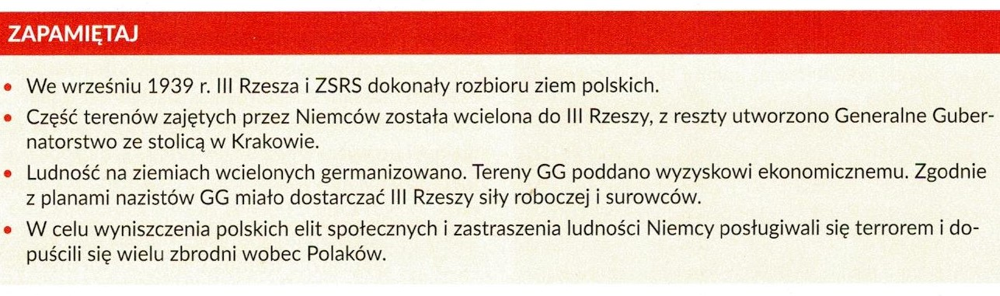 ZAPAMIĘTAJ
• We wrześniu 1939 r. III Rzesza i ZSRS dokonały rozbioru ziem polskich.
• Część terenów zajętych przez Niemców została wcielona do III Rzeszy, z reszty utworzono Generalne Guber-
natorstwo ze stolicą w Krakowie.
• Ludność na ziemiach wcielonych germanizowano. Tereny GG poddano wyzyskowi ekonomicznemu. Zgodnie
z planami nazistów GG miało dostarczać III Rzeszy siły roboczej i surowców.
• W celu wyniszczenia polskich elit społecznych i zastraszenia ludności Niemcy posługiwali się terrorem i do-
puścili się wielu zbrodni wobec Polaków.